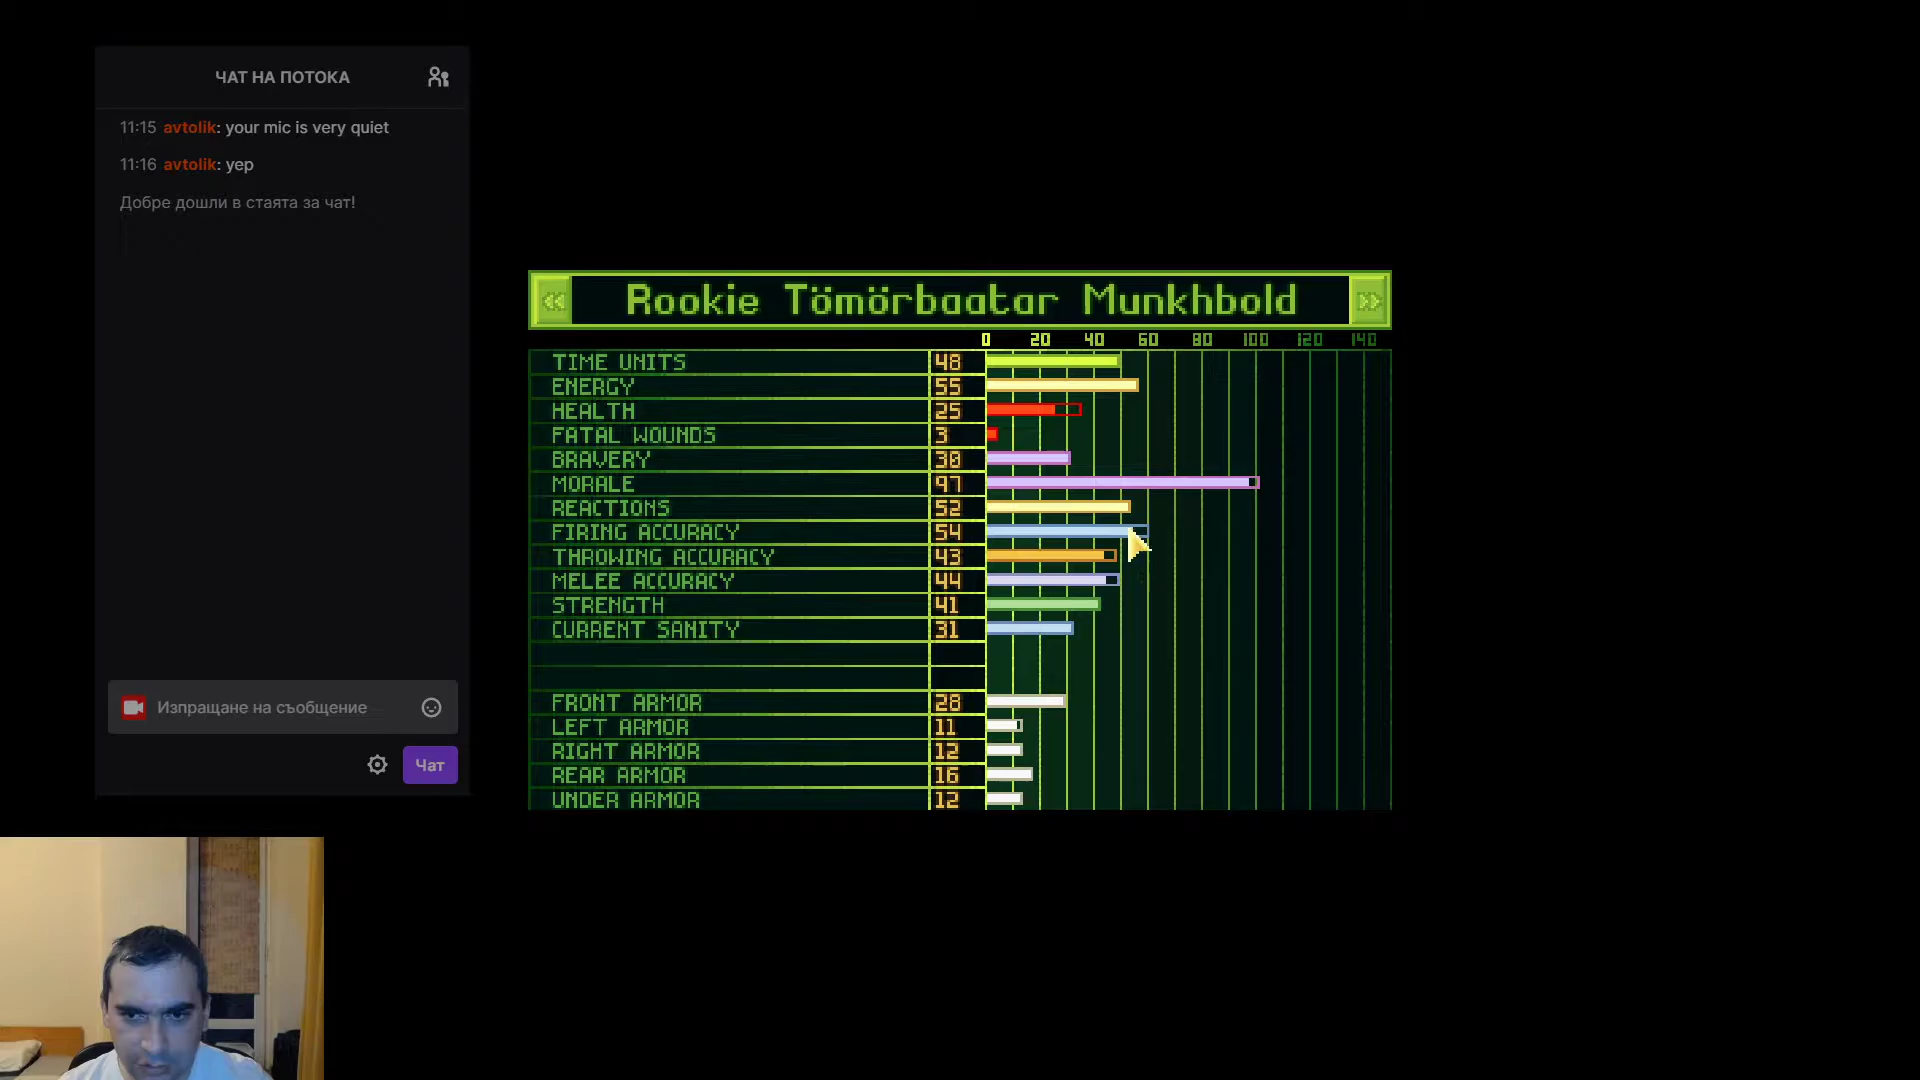 ЧАТ НА ПОТОКА
11:15 avtolik: your mic is very quiet
11:16 avtolik: yep
Добре дошли в стаята за чат!
Изпращане на съобщение
Чат
Rookie Tömörbaatar Munkhbold
0 20 40 60 80 100 120 140
TIME UNITS 48
ENERGY 55
HEALTH 25
FATAL WOUNDS 3
BRAVERY 30
MORALE 97
REACTIONS 52
FIRING ACCURACY 54
THROWING ACCURACY 43
MELEE ACCURACY 44
STRENGTH 41
CURRENT SANITY 31
FRONT ARMOR 28
LEFT ARMOR 11
RIGHT ARMOR 12
REAR ARMOR 16
UNDER ARMOR 12